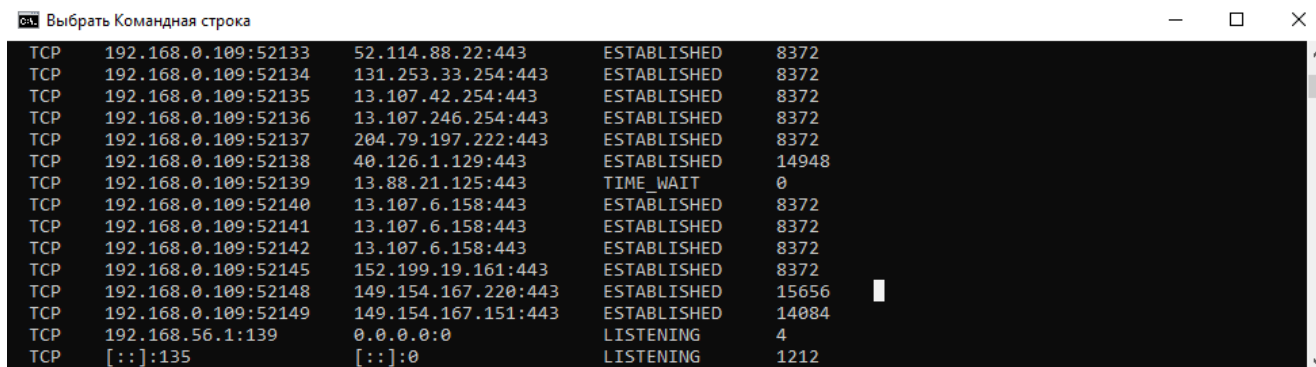 Выбрать Командная строка
TCP 192.168.0.109:52133 52.114.88.22:443 ESTABLISHED 8372
TCP 192.168.0.109:52134 131.253.33.254:443 ESTABLISHED 8372
TCP 192.168.0.109:52135 13.107.42.254:443 ESTABLISHED 8372
TCP 192.168.0.109:52136 13.107.246.254:443 ESTABLISHED 8372
TCP 192.168.0.109:52137 204.79.197.222:443 ESTABLISHED 8372
TCP 192.168.0.109:52138 40.126.1.129:443 ESTABLISHED 14948
TCP 192.168.0.109:52139 13.88.21.125:443 TIME_WAIT 0
TCP 192.168.0.109:52140 13.107.6.158:443 ESTABLISHED 8372
TCP 192.168.0.109:52141 13.107.6.158:443 ESTABLISHED 8372
TCP 192.168.0.109:52142 13.107.6.158:443 ESTABLISHED 8372
TCP 192.168.0.109:52145 152.199.19.161:443 ESTABLISHED 8372
TCP 192.168.0.109:52148 149.154.167.220:443 ESTABLISHED 15656
TCP 192.168.0.109:52149 149.154.167.151:443 ESTABLISHED 14084
TCP 192.168.56.1:139 0.0.0.0:0 LISTENING 4
TCP [::]:135 [::]:0 LISTENING 1212